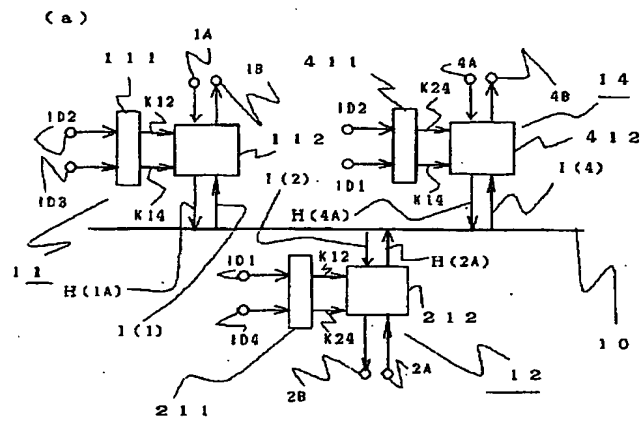 (a)
111
1A
1B
411
4A
4B
14
ID2
K12
112
ID2
K24
412
ID3
K14
I(2)
ID1
K14
I(4)
H(4A)
11
H(1A)
I(1)
ID1
K12
H(2A)
ID4
K24
212
10
211
2B
2A
12